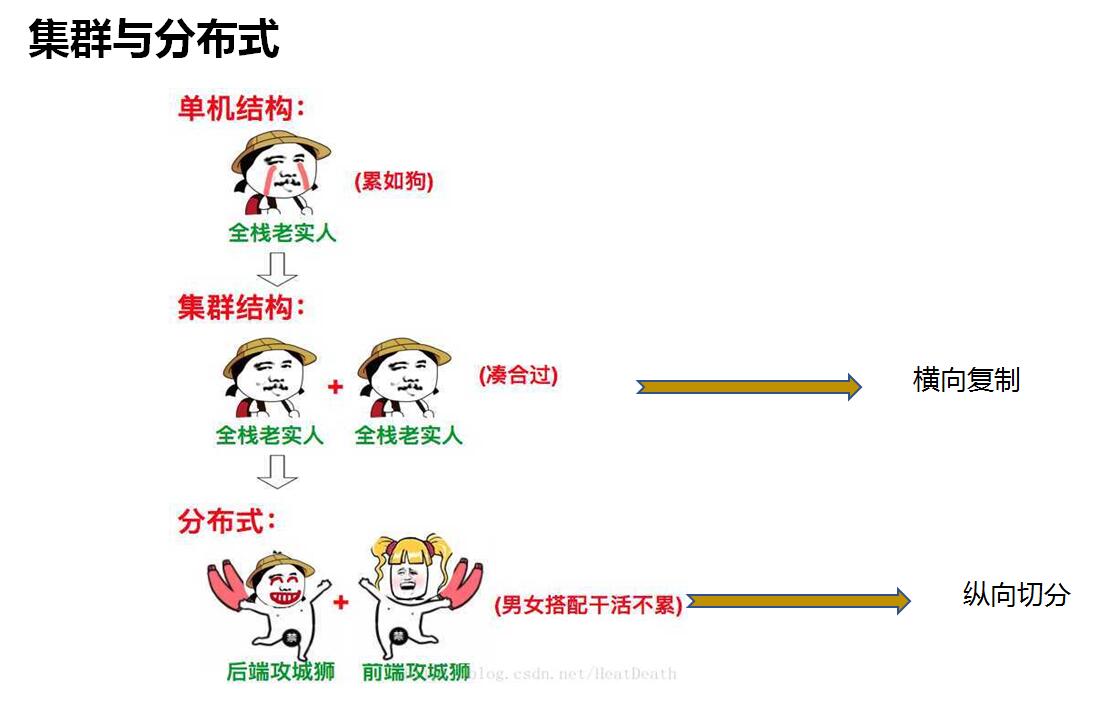 集群与分布式
单机结构：
(累如狗)
全栈老实人
集群结构：
+
(凑合过)
横向复制
全栈老实人
全栈老实人
分布式：
+
(男女搭配干活不累)
纵向切分
禁
禁
后端攻城狮
前端攻城狮
blog.csdn.net/HeatDeath